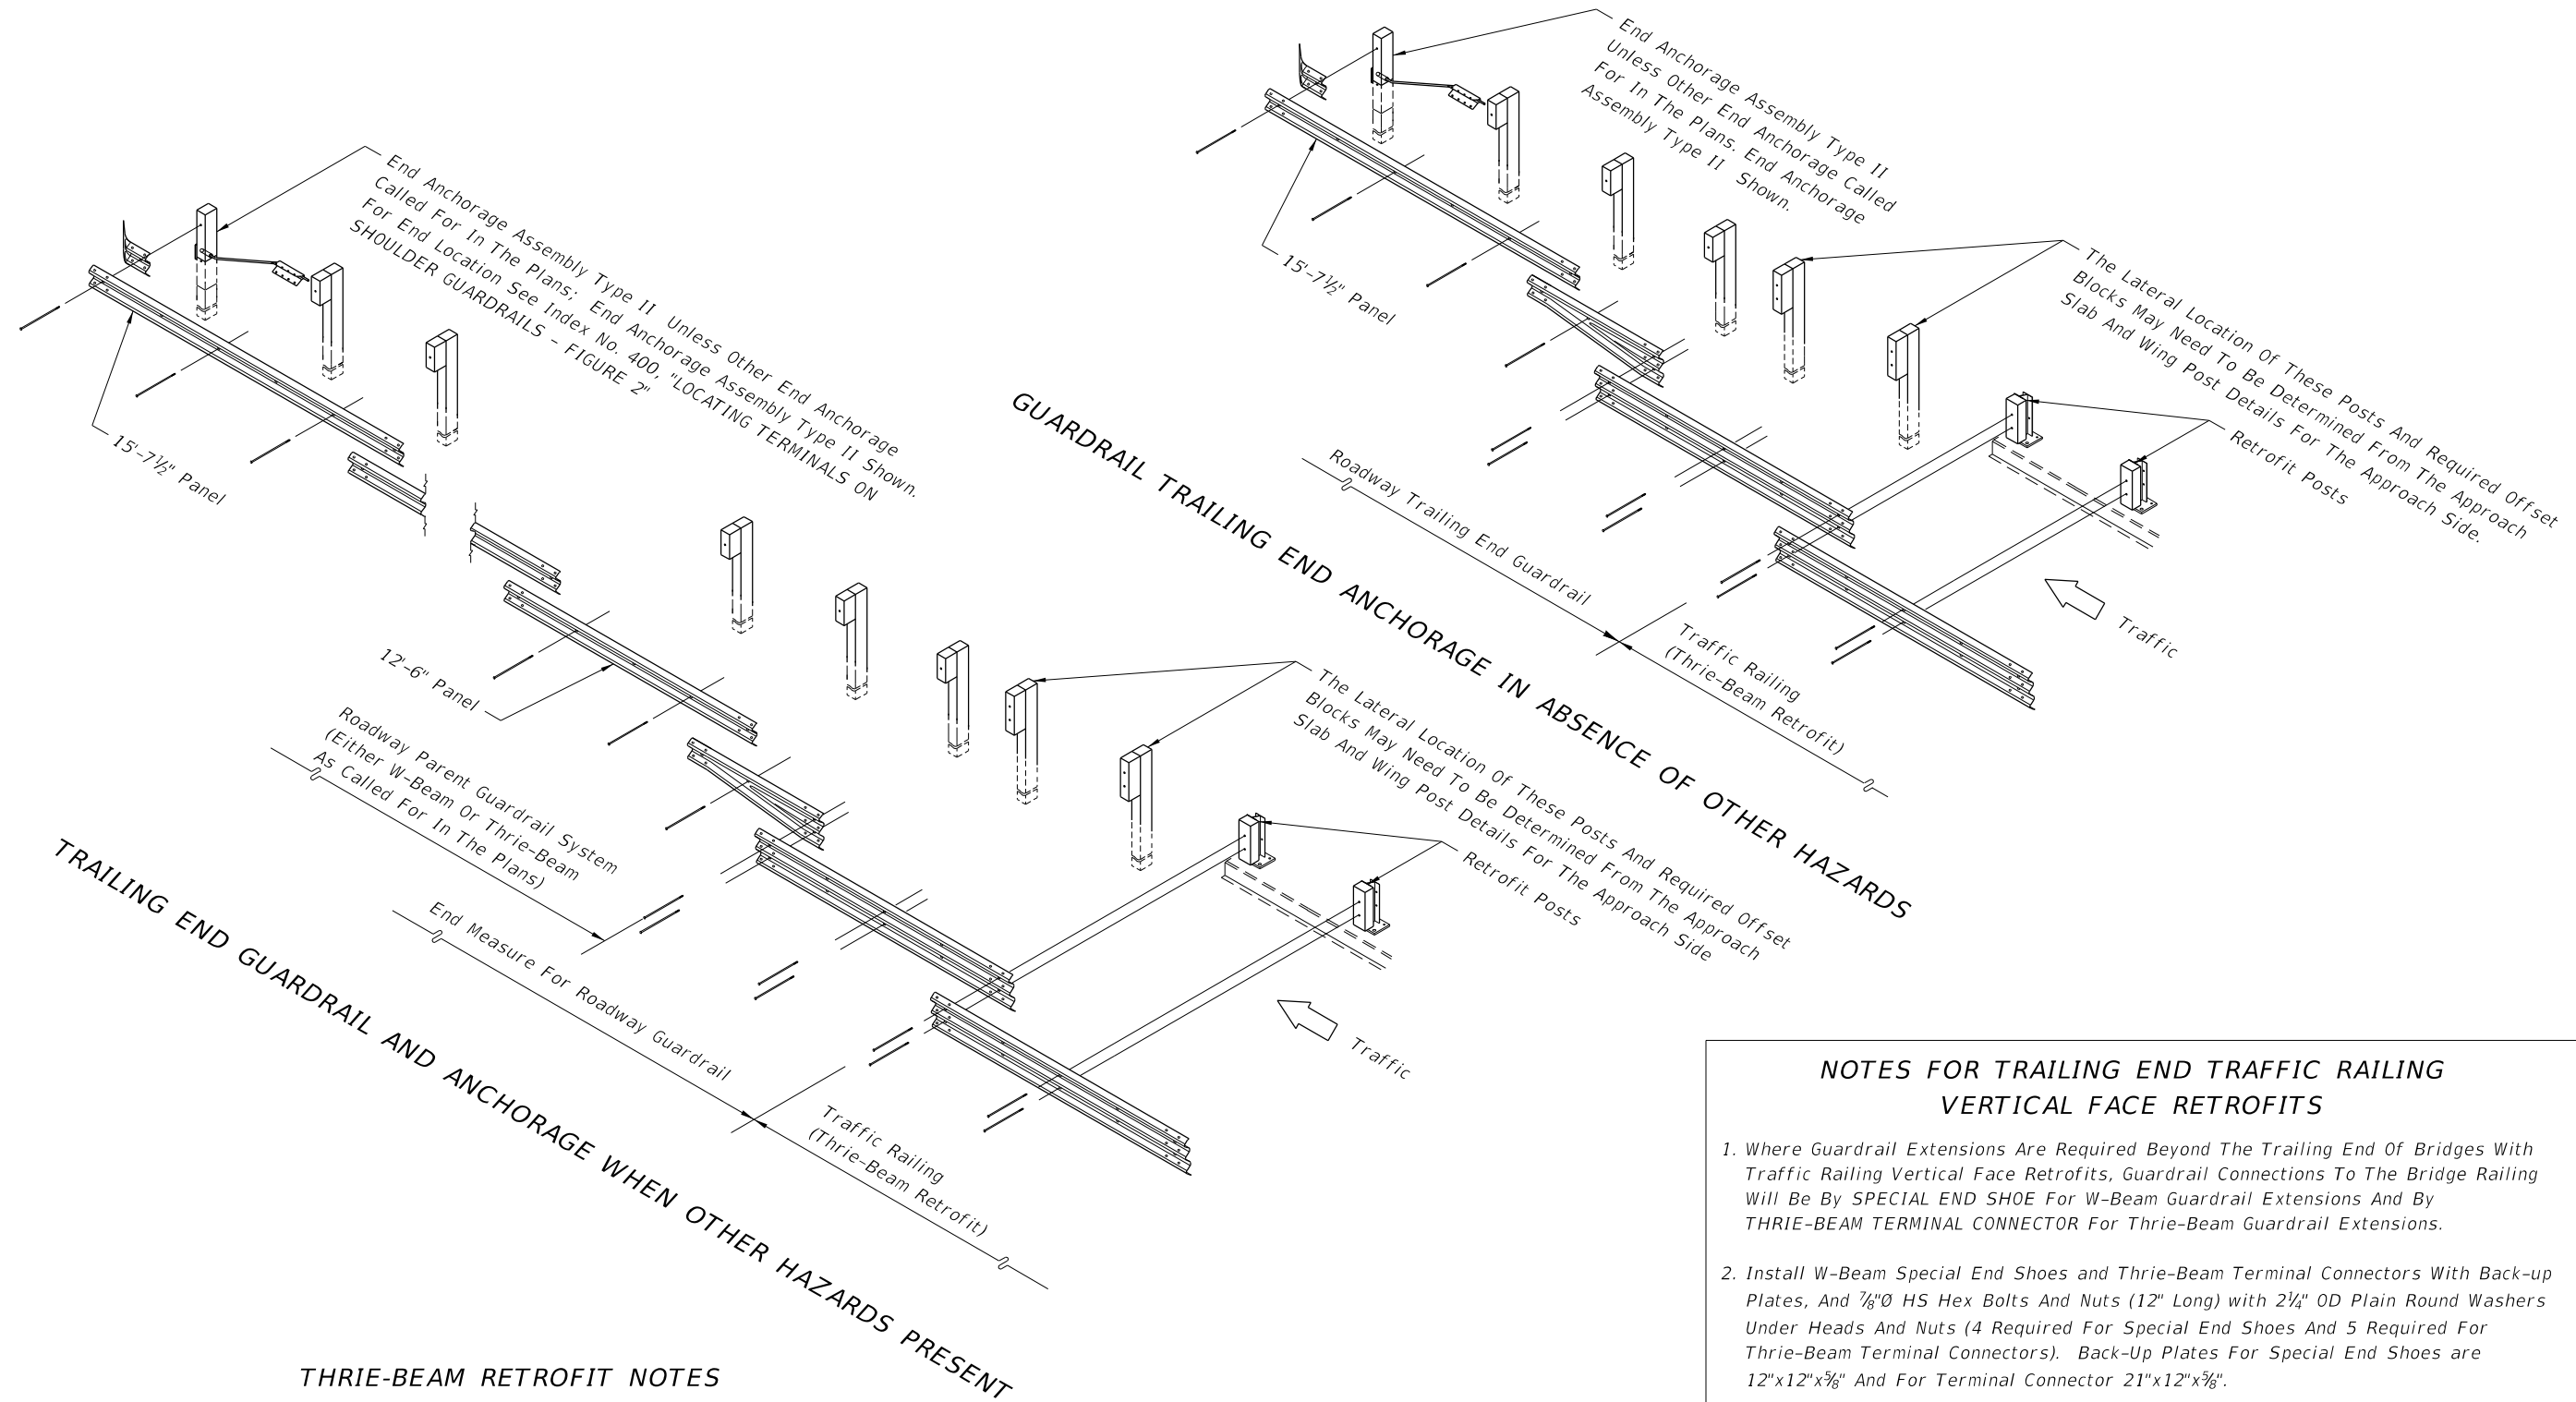 End Anchorage Assembly Type II
Unless Other End Anchorage Called
For In The Plans. End Anchorage
Assembly Type II  Shown.
15'-7½" Panel
The Lateral Location Of These Posts And Required Offset
Blocks May Need To Be Determined From The Approach
Slab And Wing Post Details For The Approach Side.
Retrofit Posts
Roadway Trailing End Guardrail
Traffic Railing
(Thrie-Beam Retrofit)
Traffic
GUARDRAIL TRAILING END ANCHORAGE IN ABSENCE OF OTHER HAZARDS
End Anchorage Assembly Type II  Unless Other End Anchorage
Called For In The Plans;  End Anchorage Assembly Type II Shown.
For End Location See Index No. 400, "LOCATING TERMINALS ON
SHOULDER GUARDRAILS - FIGURE 2"
15'-7½" Panel
12'-6" Panel
Roadway Parent Guardrail System
(Either W-Beam Or Thrie-Beam
As Called For In The Plans)
End Measure For Roadway Guardrail
The Lateral Location Of These Posts And Required Offset
Blocks May Need To Be Determined From The Approach
Slab And Wing Post Details For The Approach Side
Retrofit Posts
Traffic Railing
(Thrie-Beam Retrofit)
Traffic
TRAILING END GUARDRAIL AND ANCHORAGE WHEN OTHER HAZARDS PRESENT
THRIE-BEAM RETROFIT NOTES
NOTES FOR TRAILING END TRAFFIC RAILING
VERTICAL FACE RETROFITS
1. Where Guardrail Extensions Are Required Beyond The Trailing End Of Bridges With
Traffic Railing Vertical Face Retrofits, Guardrail Connections To The Bridge Railing
Will Be By SPECIAL END SHOE For W-Beam Guardrail Extensions And By
THRIE-BEAM TERMINAL CONNECTOR For Thrie-Beam Guardrail Extensions.
2. Install W-Beam Special End Shoes and Thrie-Beam Terminal Connectors With Back-up
Plates, And ⅞"Ø HS Hex Bolts And Nuts (12" Long) with 2¼" OD Plain Round Washers
Under Heads And Nuts (4 Required For Special End Shoes And 5 Required For
Thrie-Beam Terminal Connectors).  Back-Up Plates For Special End Shoes are
12"x12"x⅝" And For Terminal Connector 21"x12"x⅝".